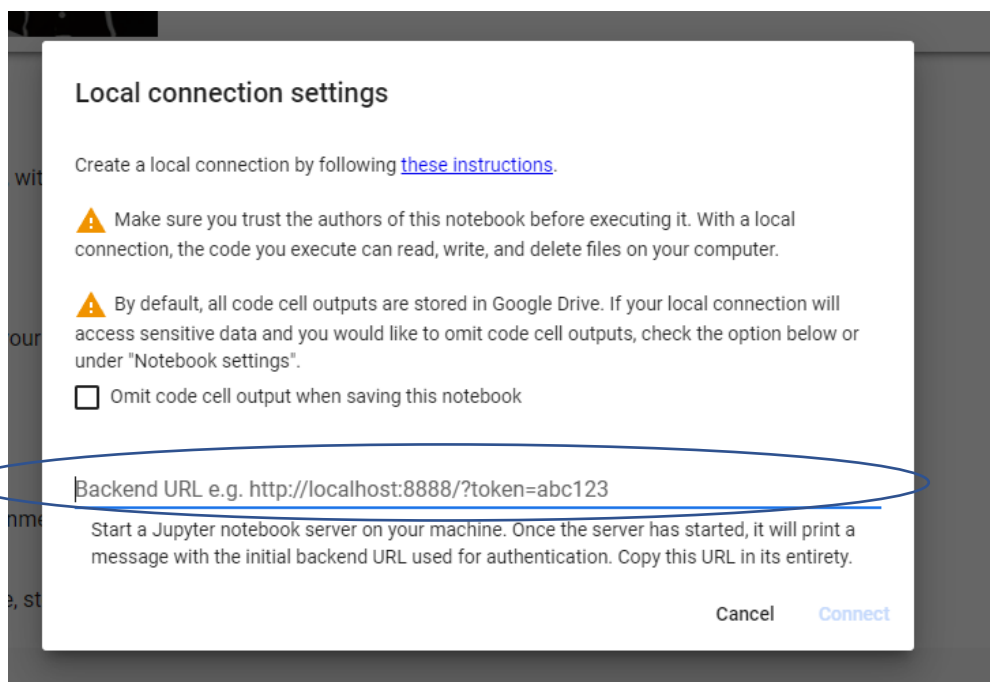 Local connection settings
Create a local connection by following these instructions.
Make sure you trust the authors of this notebook before executing it. With a local
connection, the code you execute can read, write, and delete files on your computer.
By default, all code cell outputs are stored in Google Drive. If your local connection will
access sensitive data and you would like to omit code cell outputs, check the option below or
under "Notebook settings".
Omit code cell output when saving this notebook
Backend URL e.g. http://localhost:8888/?token=abc123
Start a Jupyter notebook server on your machine. Once the server has started, it will print a
message with the initial backend URL used for authentication. Copy this URL in its entirety.
Cancel Connect